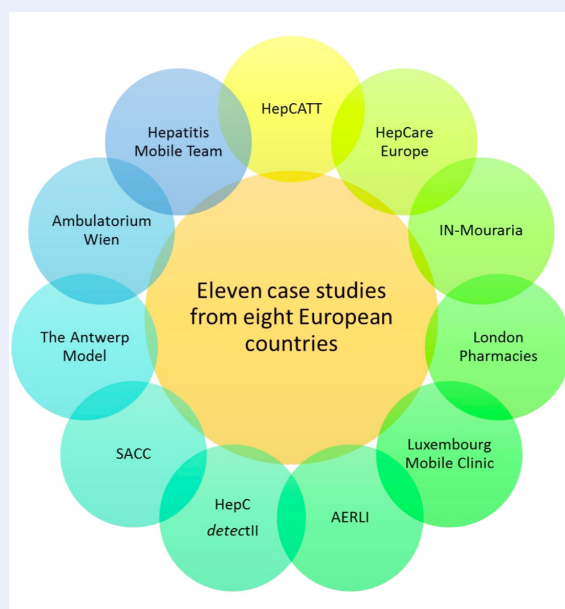 Eleven case studies
from eight European
countries
HepCATT
HepCare
Europe
IN-Mouraria
London
Pharmacies
Luxembourg
Mobile Clinic
AERLI
HepC
detectII
SACC
The Antwerp
Model
Ambulatorium
Wien
Hepatitis
Mobile Team